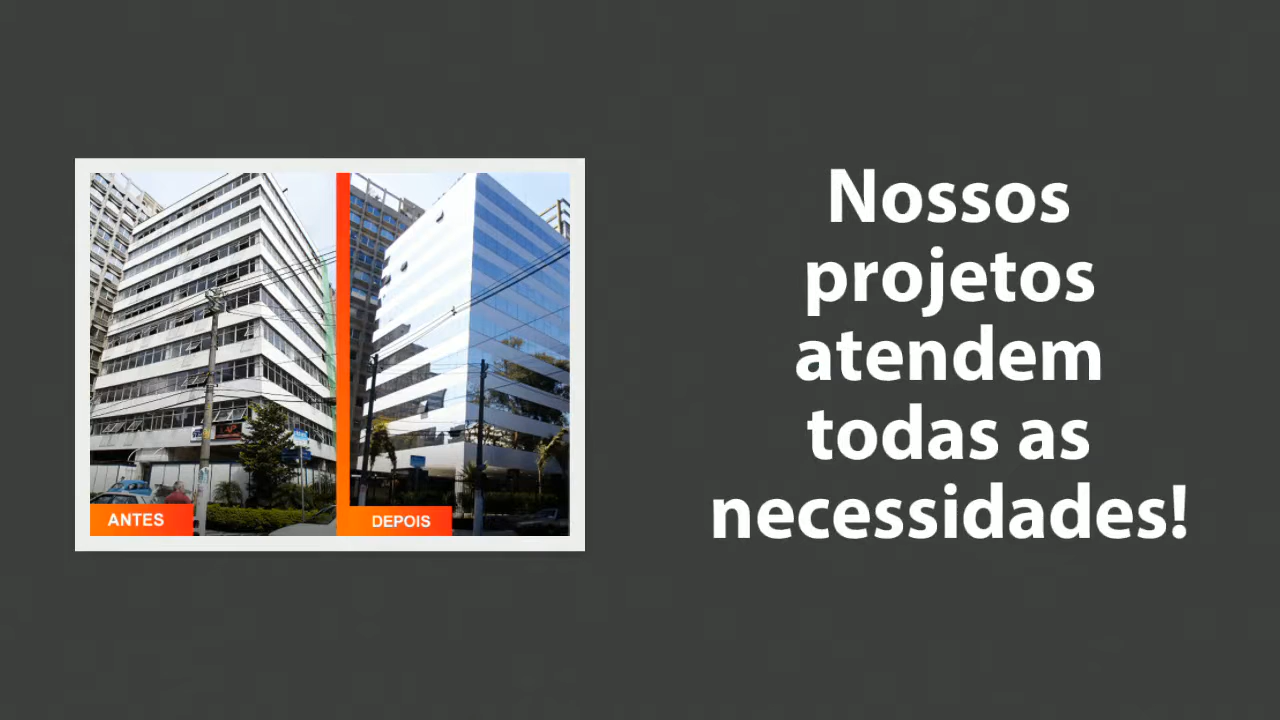 ANTES
DEPOIS
Nossos
projetos
atendem
todas as
necessidades!